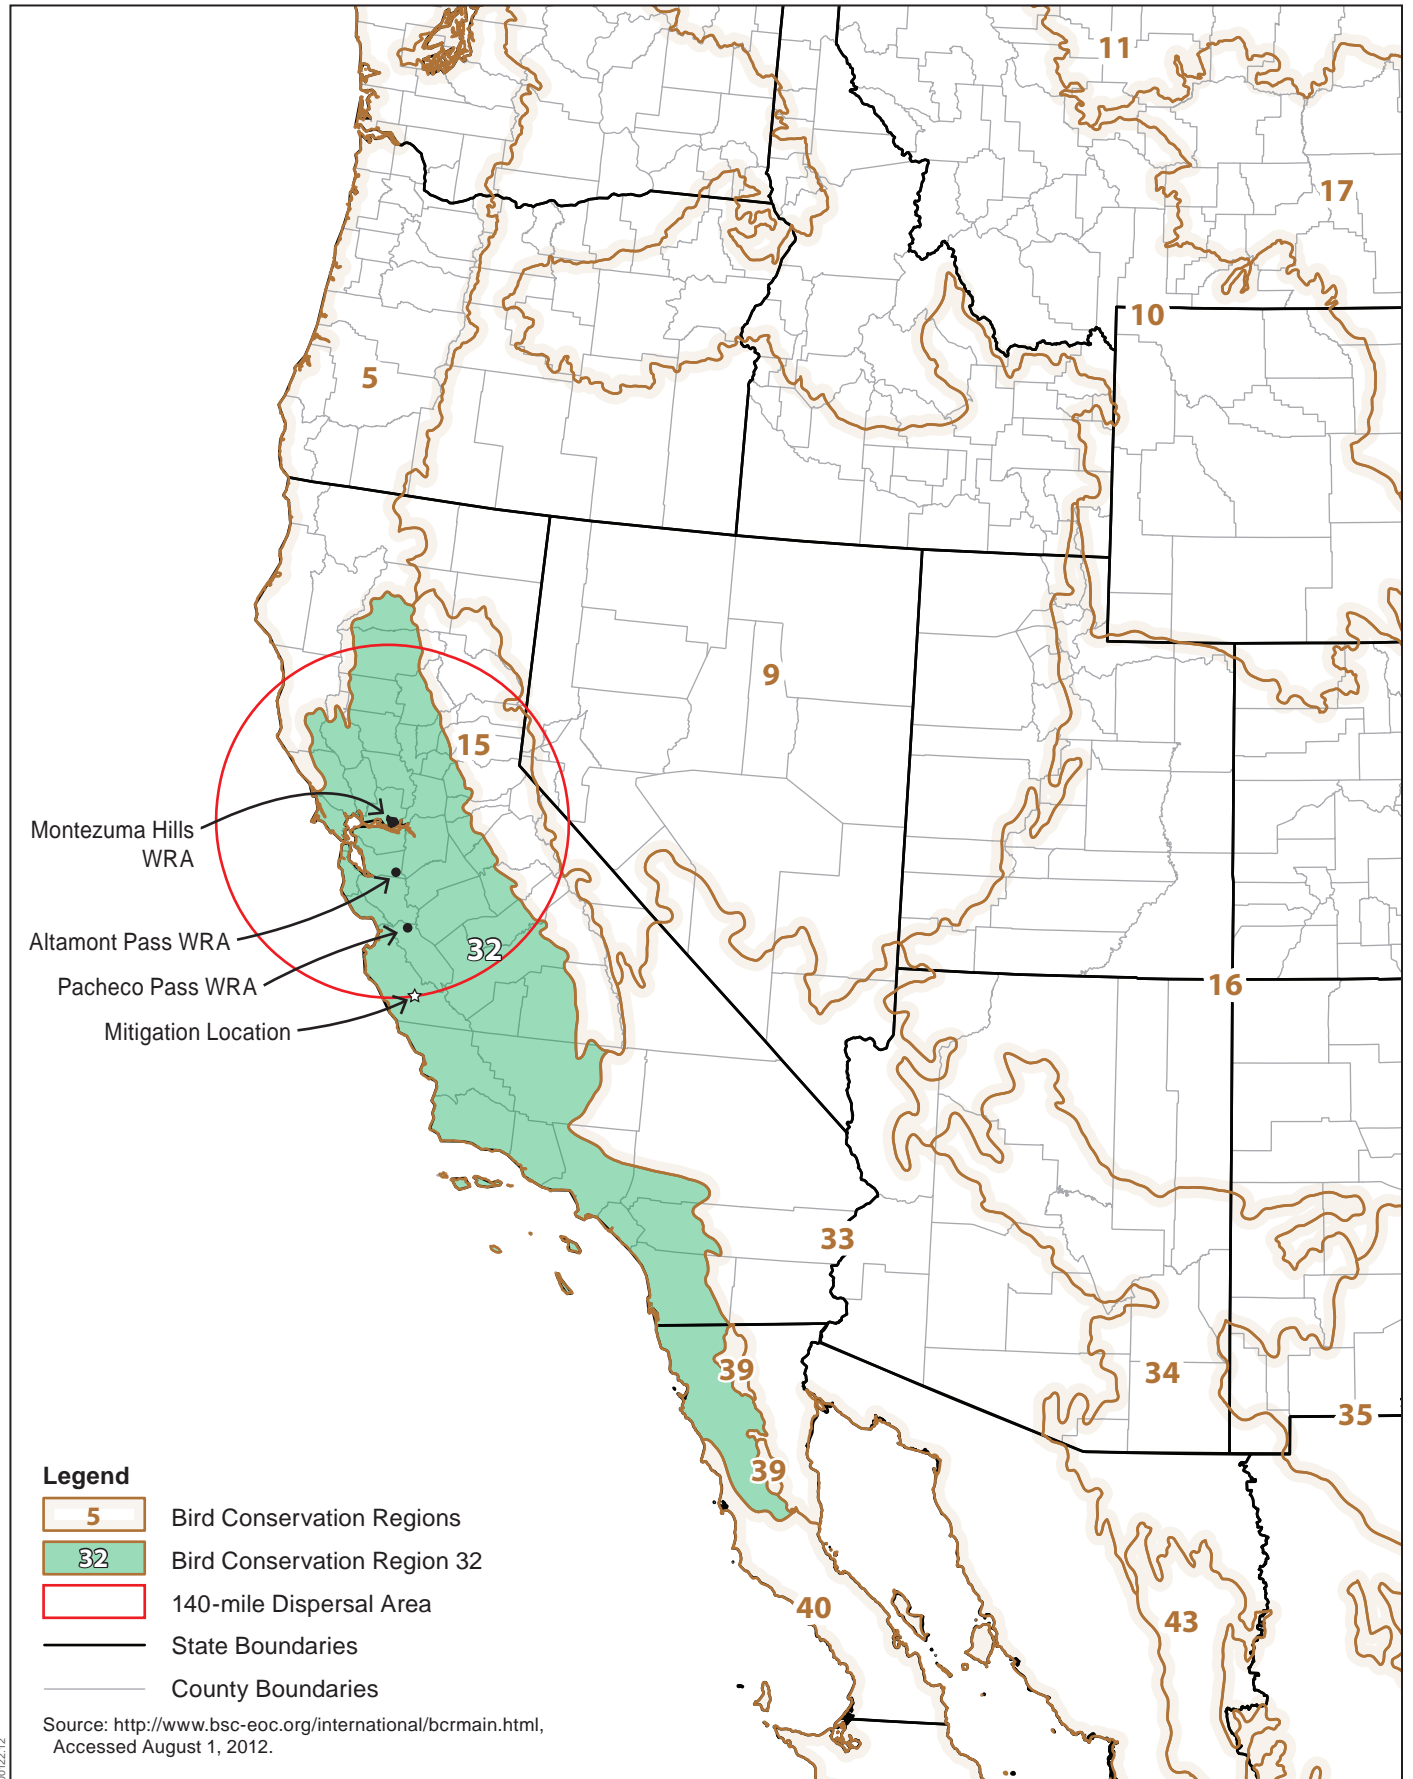 11
17
10
5
9
15
Montezuma Hills
WRA
Altamont Pass WRA
32
Pacheco Pass WRA
16
Mitigation Location
33
39
34
35
39
Legend
5 Bird Conservation Regions
32 Bird Conservation Region 32
140-mile Dispersal Area
40
43
State Boundaries
County Boundaries
Source: http://www.bsc-eoc.org/international/bcrmain.html,
Accessed August 1, 2012.